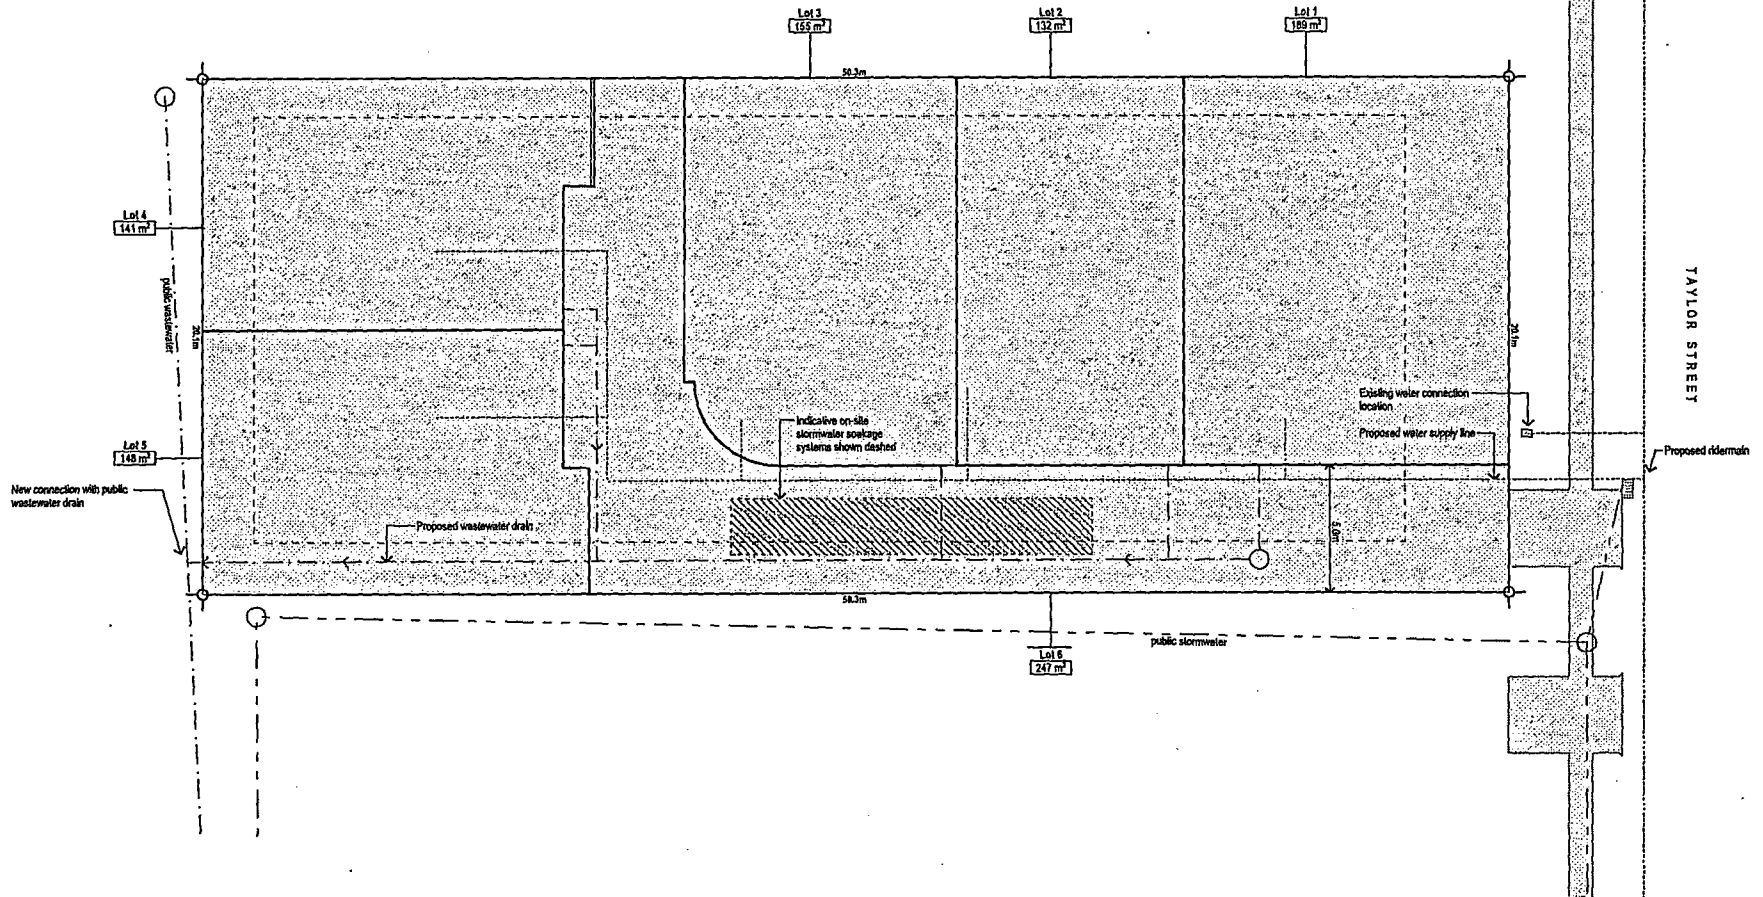 Lot 3
155 m²
Lot 2
132 m²
Lot 1
189 m²
50.3m
Lot 4
141 m²
public wastewater
20.1m
20.1m
TAYLOR STREET
Existing water connection
location
Proposed water supply line
Proposed ridermain
Indicative on-site
stormwater soakage
systems shown dashed
Lot 5
148 m²
New connection with public
wastewater drain
Proposed wastewater drain
5.0m
50.3m
public stormwater
Lot 6
247 m²